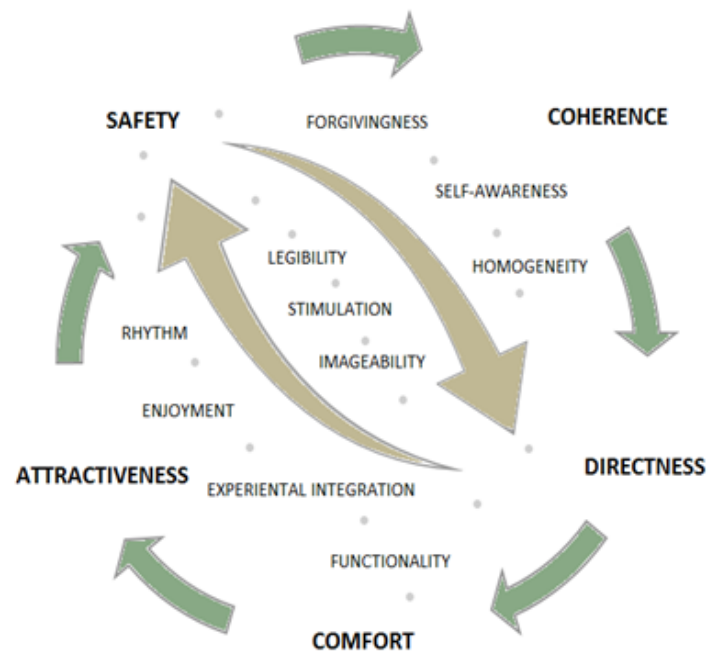 SAFETY
FORGIVINGNESS
COHERENCE
SELF-AWARENESS
LEGIBILITY
HOMOGENEITY
STIMULATION
RHYTHM
IMAGEABILITY
ENJOYMENT
ATTRACTIVENESS
DIRECTNESS
EXPERIENTAL INTEGRATION
FUNCTIONALITY
COMFORT